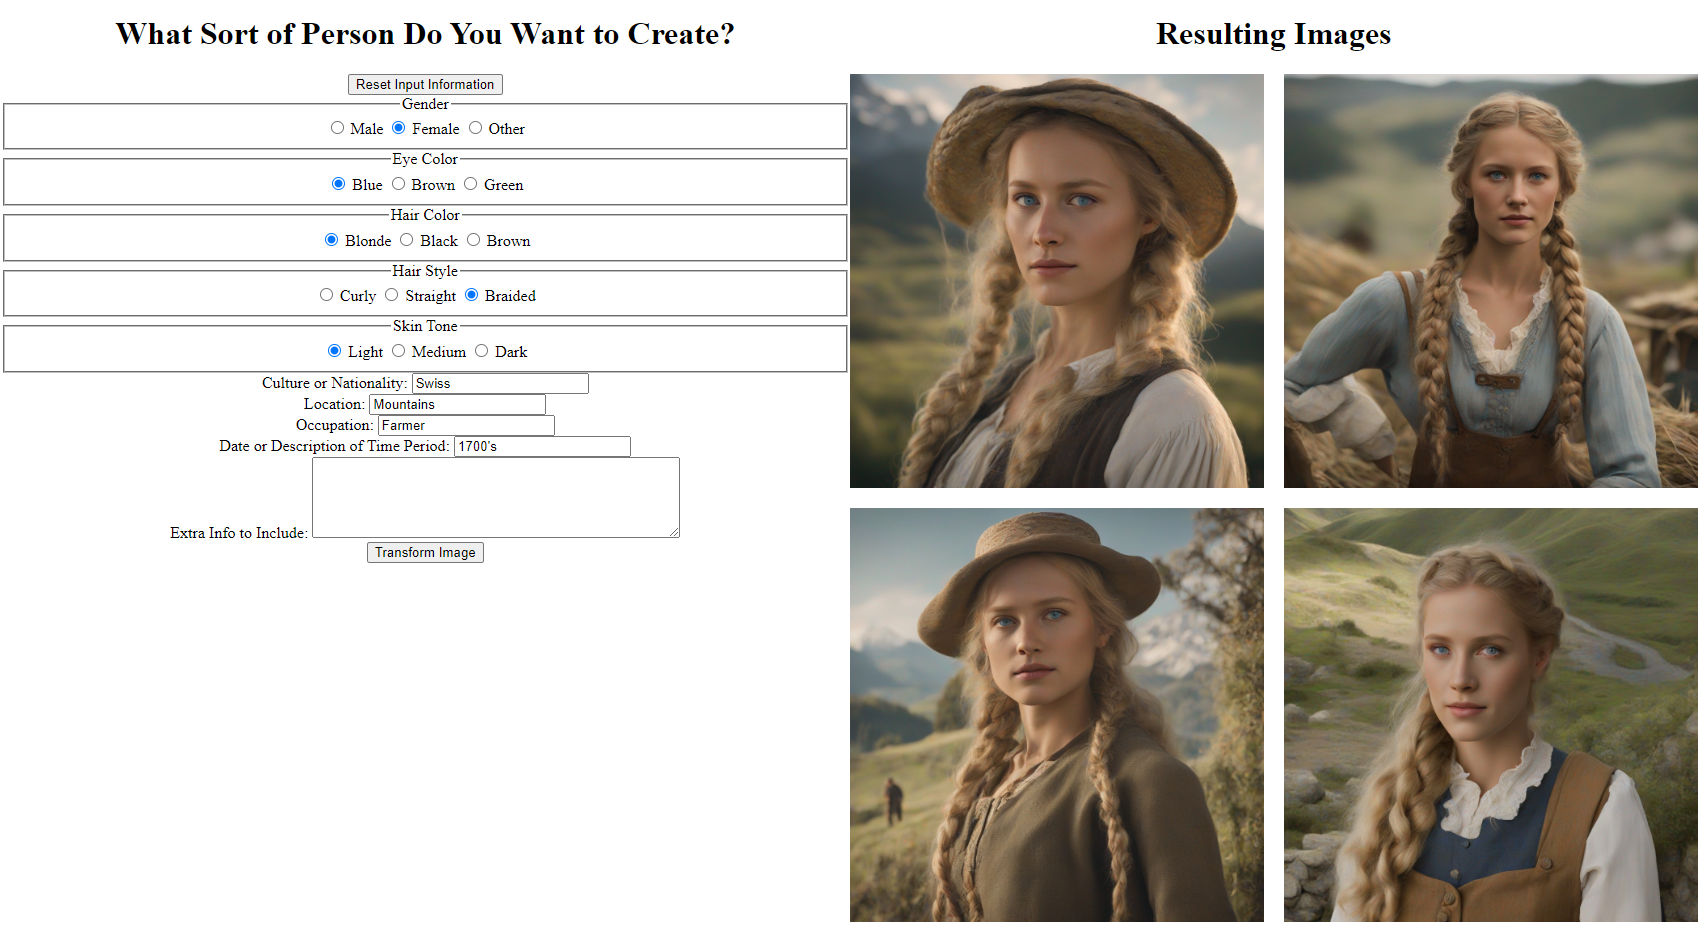 What Sort of Person Do You Want to Create?
Reset Input Information
Gender
Male Female Other
Eye Color
Blue Brown Green
Hair Color
Blonde Black Brown
Hair Style
Curly Straight Braided
Skin Tone
Light Medium Dark
Culture or Nationality: Swiss
Location: Mountains
Occupation: Farmer
Date or Description of Time Period: 1700's
Extra Info to Include:
Transform Image
Resulting Images